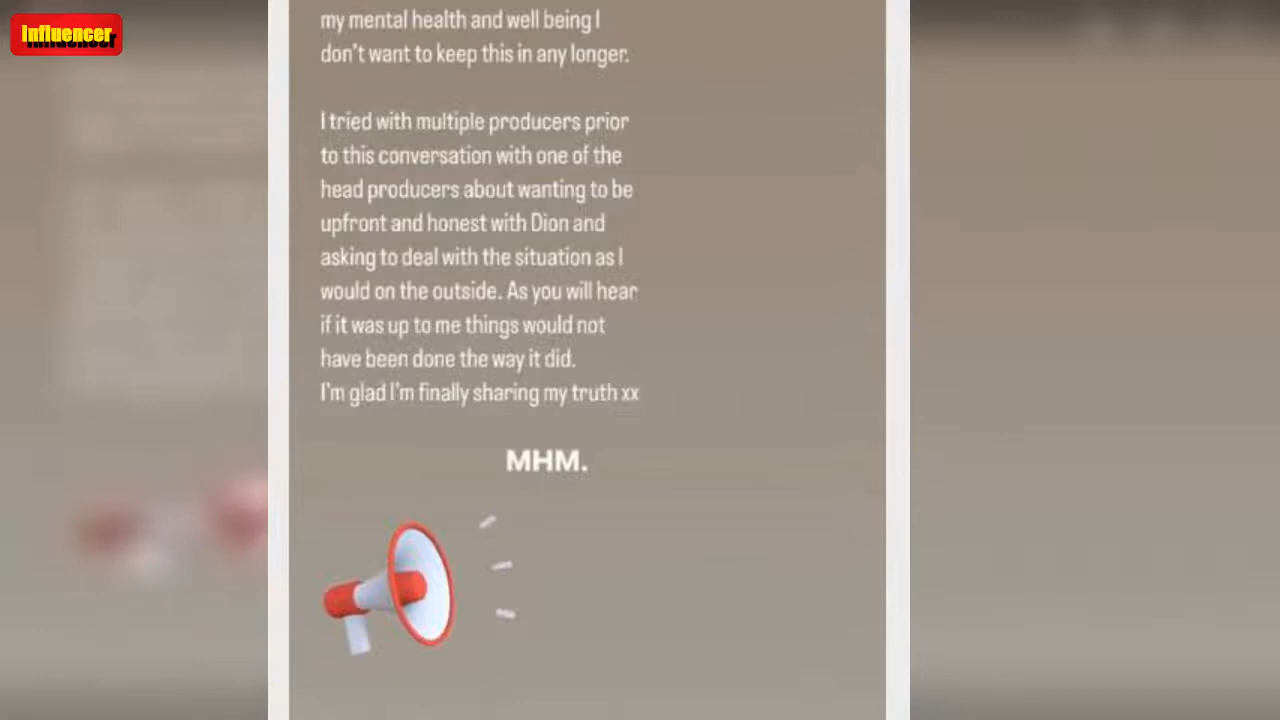 Influencer
my mental health and well being I
don't want to keep this in any longer.
I tried with multiple producers prior
to this conversation with one of the
head producers about wanting to be
upfront and honest with Dion and
asking to deal with the situation as I
would on the outside. As you will hear
if it was up to me things would not
have been done the way it did.
I'm glad I'm finally sharing my truth xx
MHM.